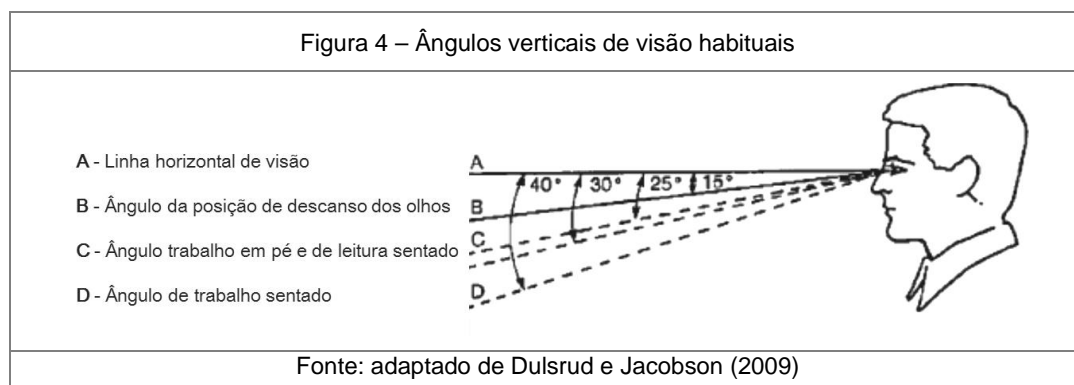 Figura 4 – Ângulos verticais de visão habituais
A - Linha horizontal de visão
B - Ângulo da posição de descanso dos olhos
C - Ângulo trabalho em pé e de leitura sentado
D - Ângulo de trabalho sentado
A
40° 30° 25° 15°
B
C
D
Fonte: adaptado de Dulsrud e Jacobson (2009)